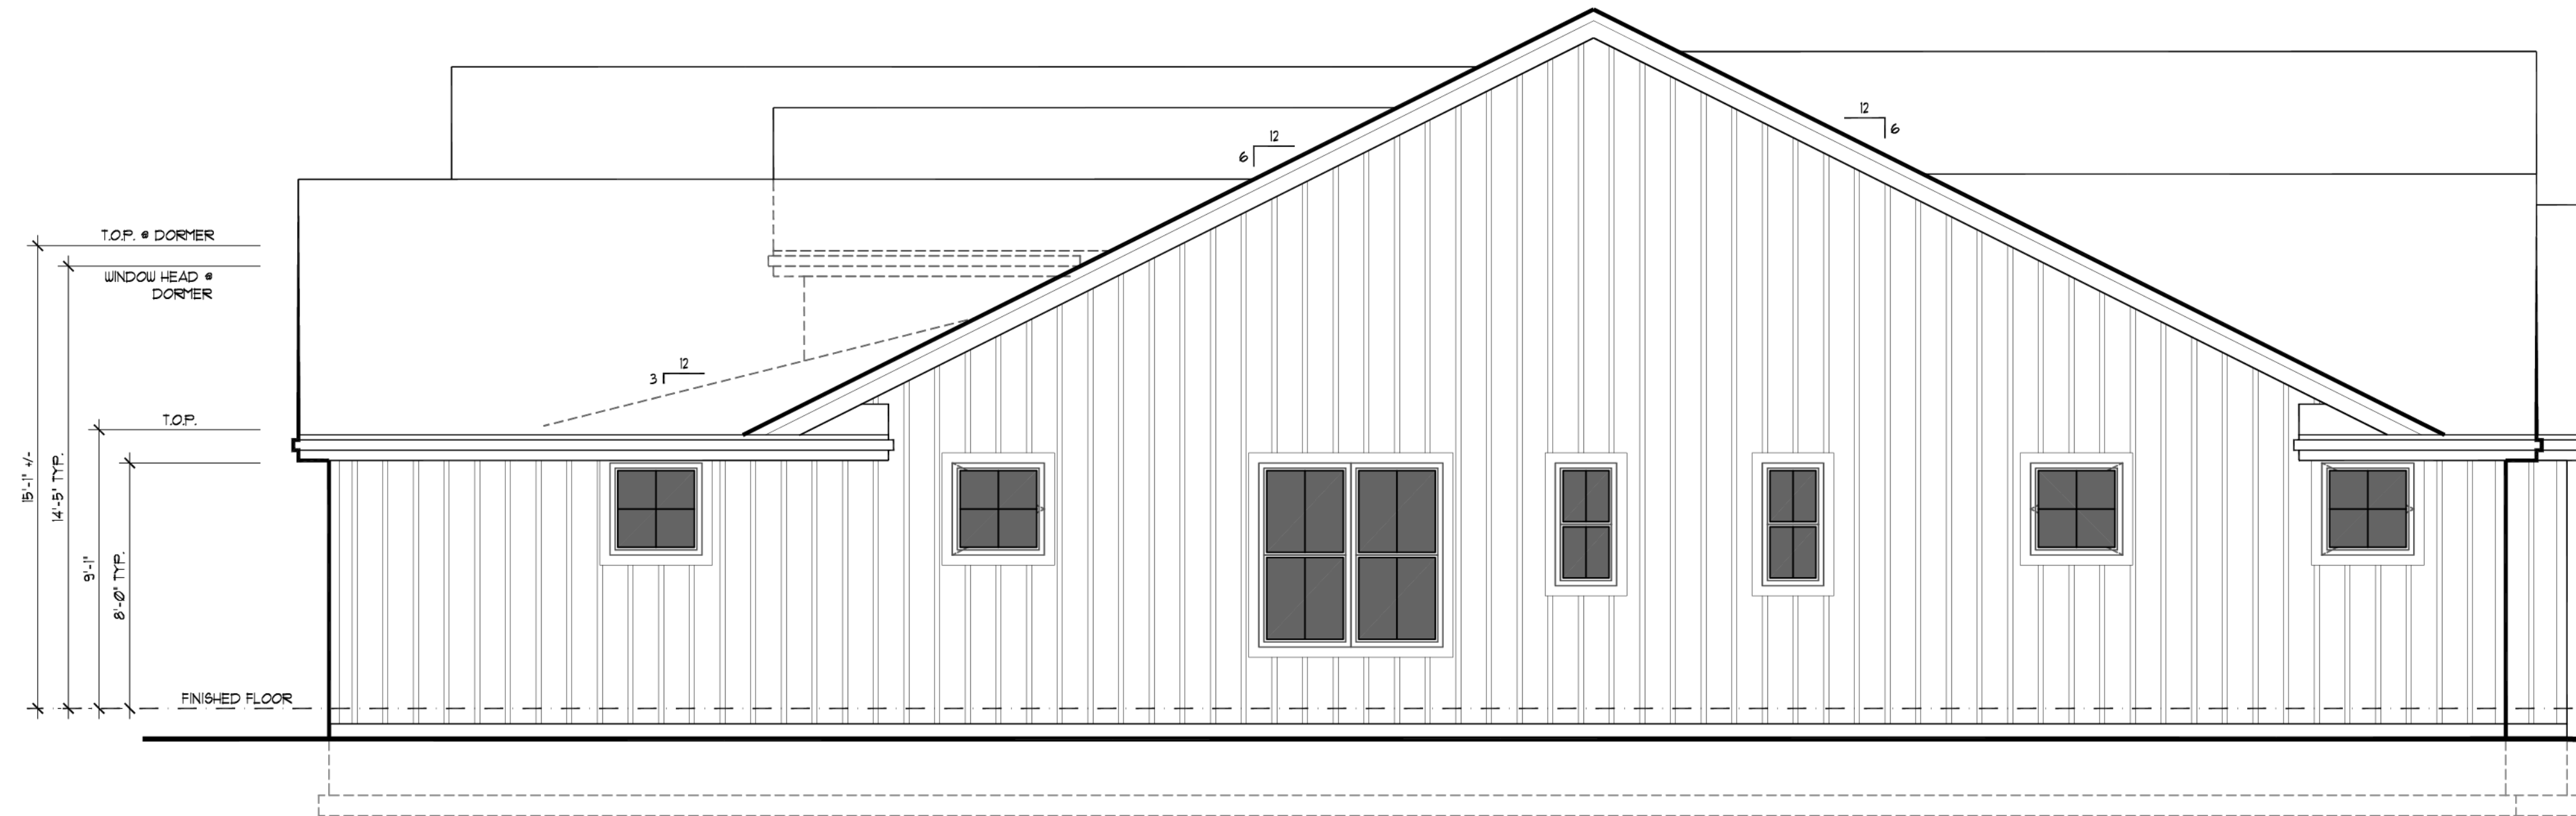 12
6
12
6
T.O.P. @ DORMER
WINDOW HEAD @
DORMER
12
3
T.O.P.
15'-1" +/-
14'-5" TYP.
9'-1"
8'-0" TYP.
FINISHED FLOOR